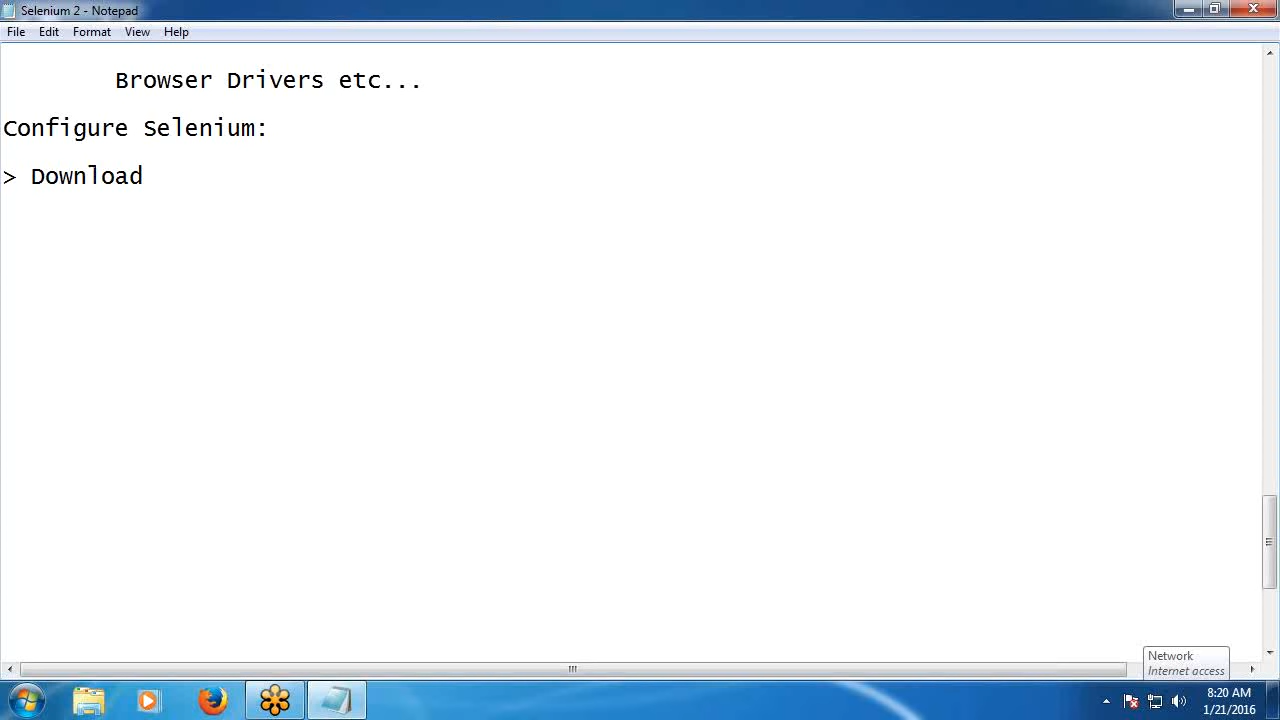 Selenium 2 - Notepad
File Edit Format View Help
Browser Drivers etc...
Configure Selenium:
> Download
Network
Internet access
8:20 AM
1/21/2016